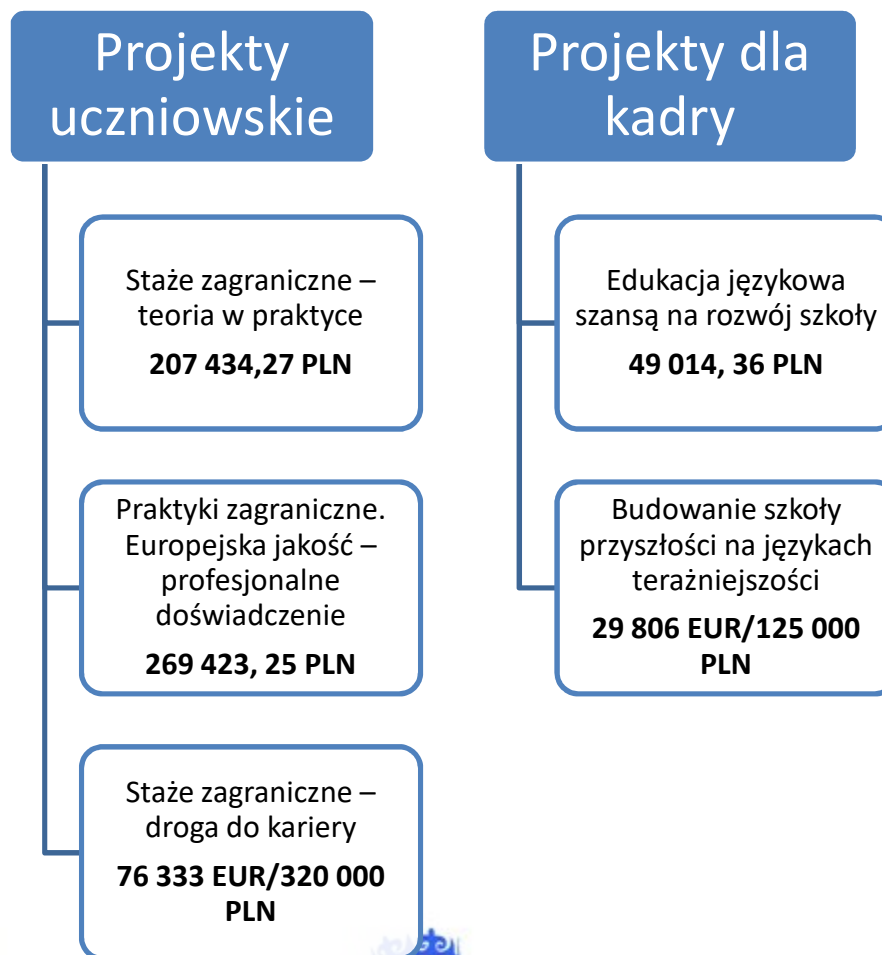 Projekty
uczniowskie
Staże zagraniczne –
teoria w praktyce
207 434,27 PLN
Praktyki zagraniczne.
Europejska jakość –
profesjonalne
doświadczenie
269 423, 25 PLN
Staże zagraniczne –
droga do kariery
76 333 EUR/320 000
PLN
Projekty dla
kadry
Edukacja językowa
szansą na rozwój szkoły
49 014, 36 PLN
Budowanie szkoły
przyszłości na językach
terażniejszości
29 806 EUR/125 000
PLN